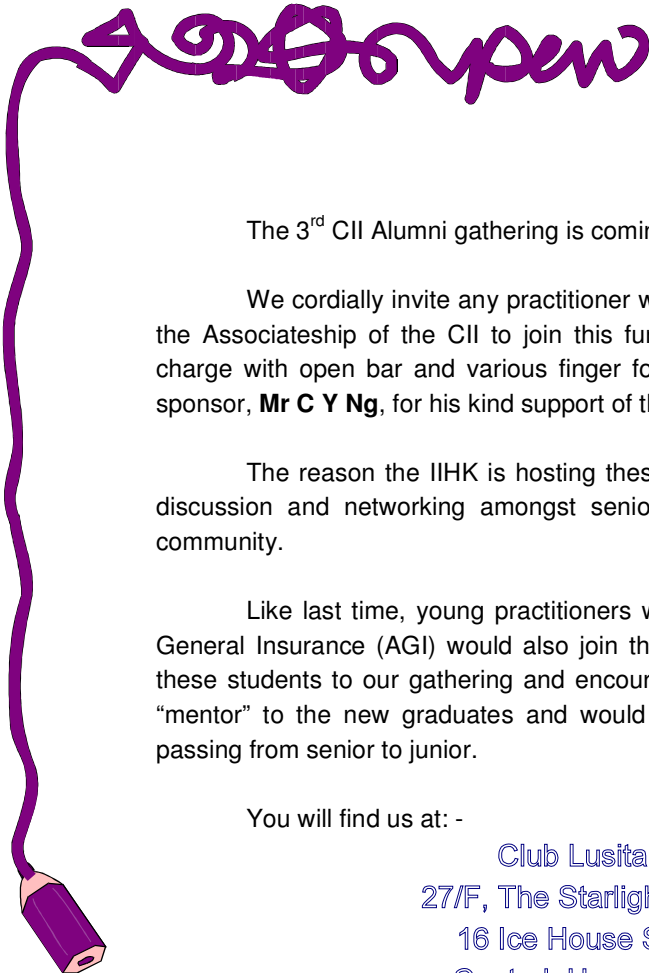 The 3rd CII Alumni gathering is comin
We cordially invite any practitioner w
the Associateship of the CII to join this
charge with open bar and various finger fo
sponsor, Mr C Y Ng, for his kind support of t
The reason the IIHK is hosting thes
discussion and networking amongst senio
community.
Like last time, young practitioners w
General Insurance (AGI) would also join th
these students to our gathering and encour
“mentor” to the new graduates and would
passing from senior to junior.
You will find us at: -
Club Lusita
27/F, The Starligh
16 Ice House S